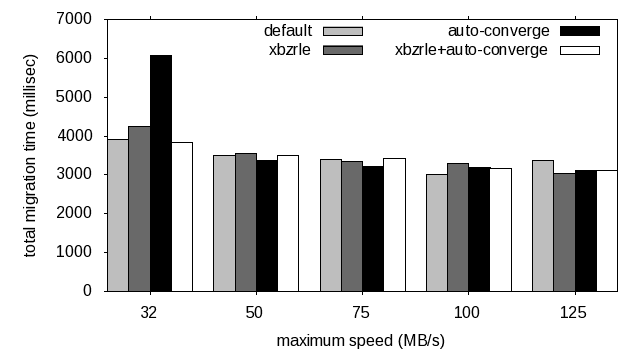 7000
6000
5000
4000
3000
2000
1000
0
total migration time (millisec)
default
xbzrle
auto-converge
xbzrle+auto-converge
32 50 75 100 125
maximum speed (MB/s)